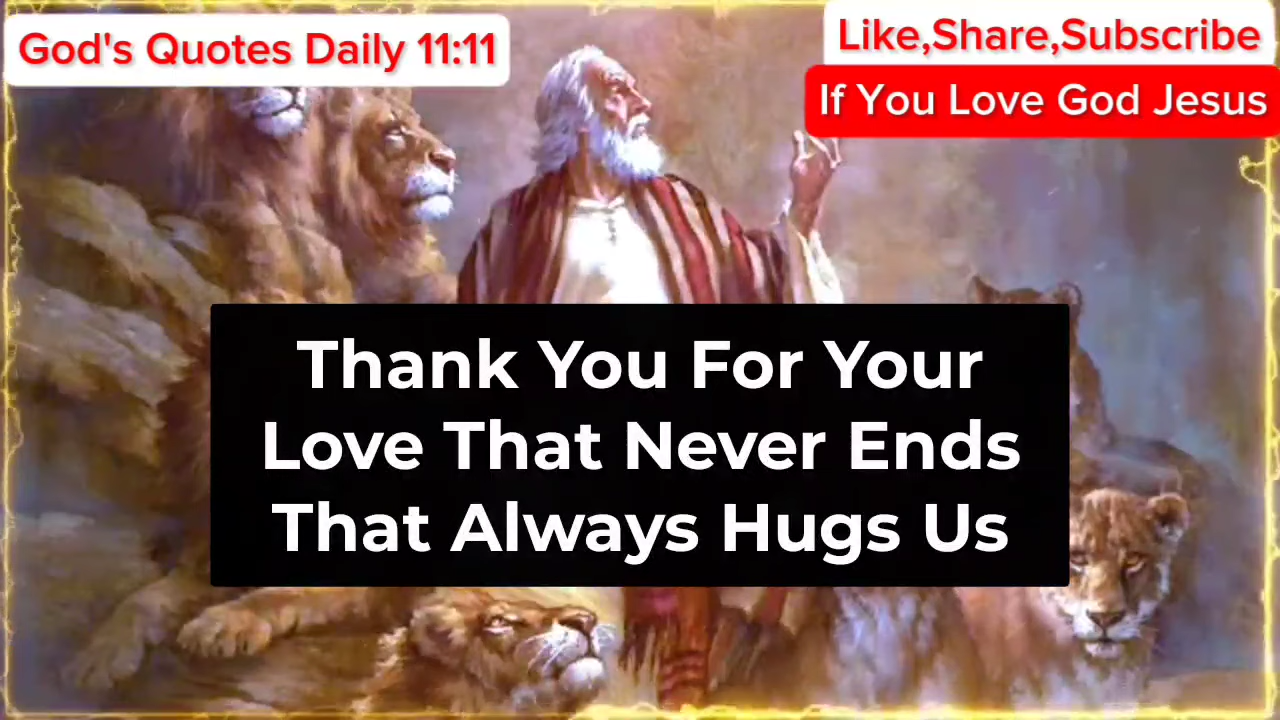 God's Quotes Daily 11:11
Like,Share,Subscribe
If You Love God Jesus
Thank You For Your
Love That Never Ends
That Always Hugs Us